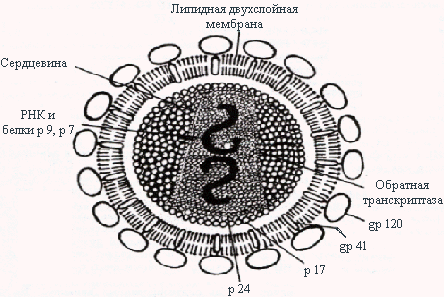 Липидная двухслойная
мембрана
Сердцевина
РНК и
белки p 9, p 7
Обратная
транскриптаза
gp 120
gp 41
p 17
p 24